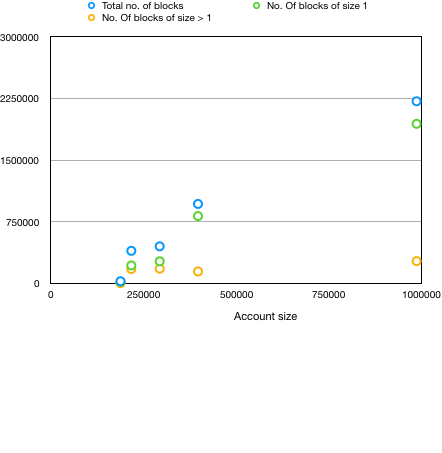 Total no. of blocks
No. Of blocks of size 1
No. Of blocks of size > 1
3000000
2250000
1500000
750000
0
0
250000
500000
750000
1000000
Account size